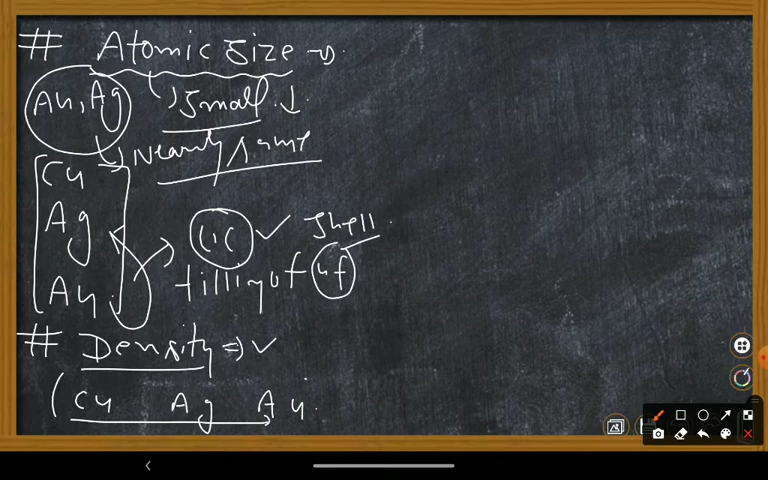 # Atomic Size →
Au, Ag
Small ↓
Nearly same
Cu
Ag
Au
L.C ✓ Shell
filling of 4f
# Density ⇒ ✓
( Cu Ag Au